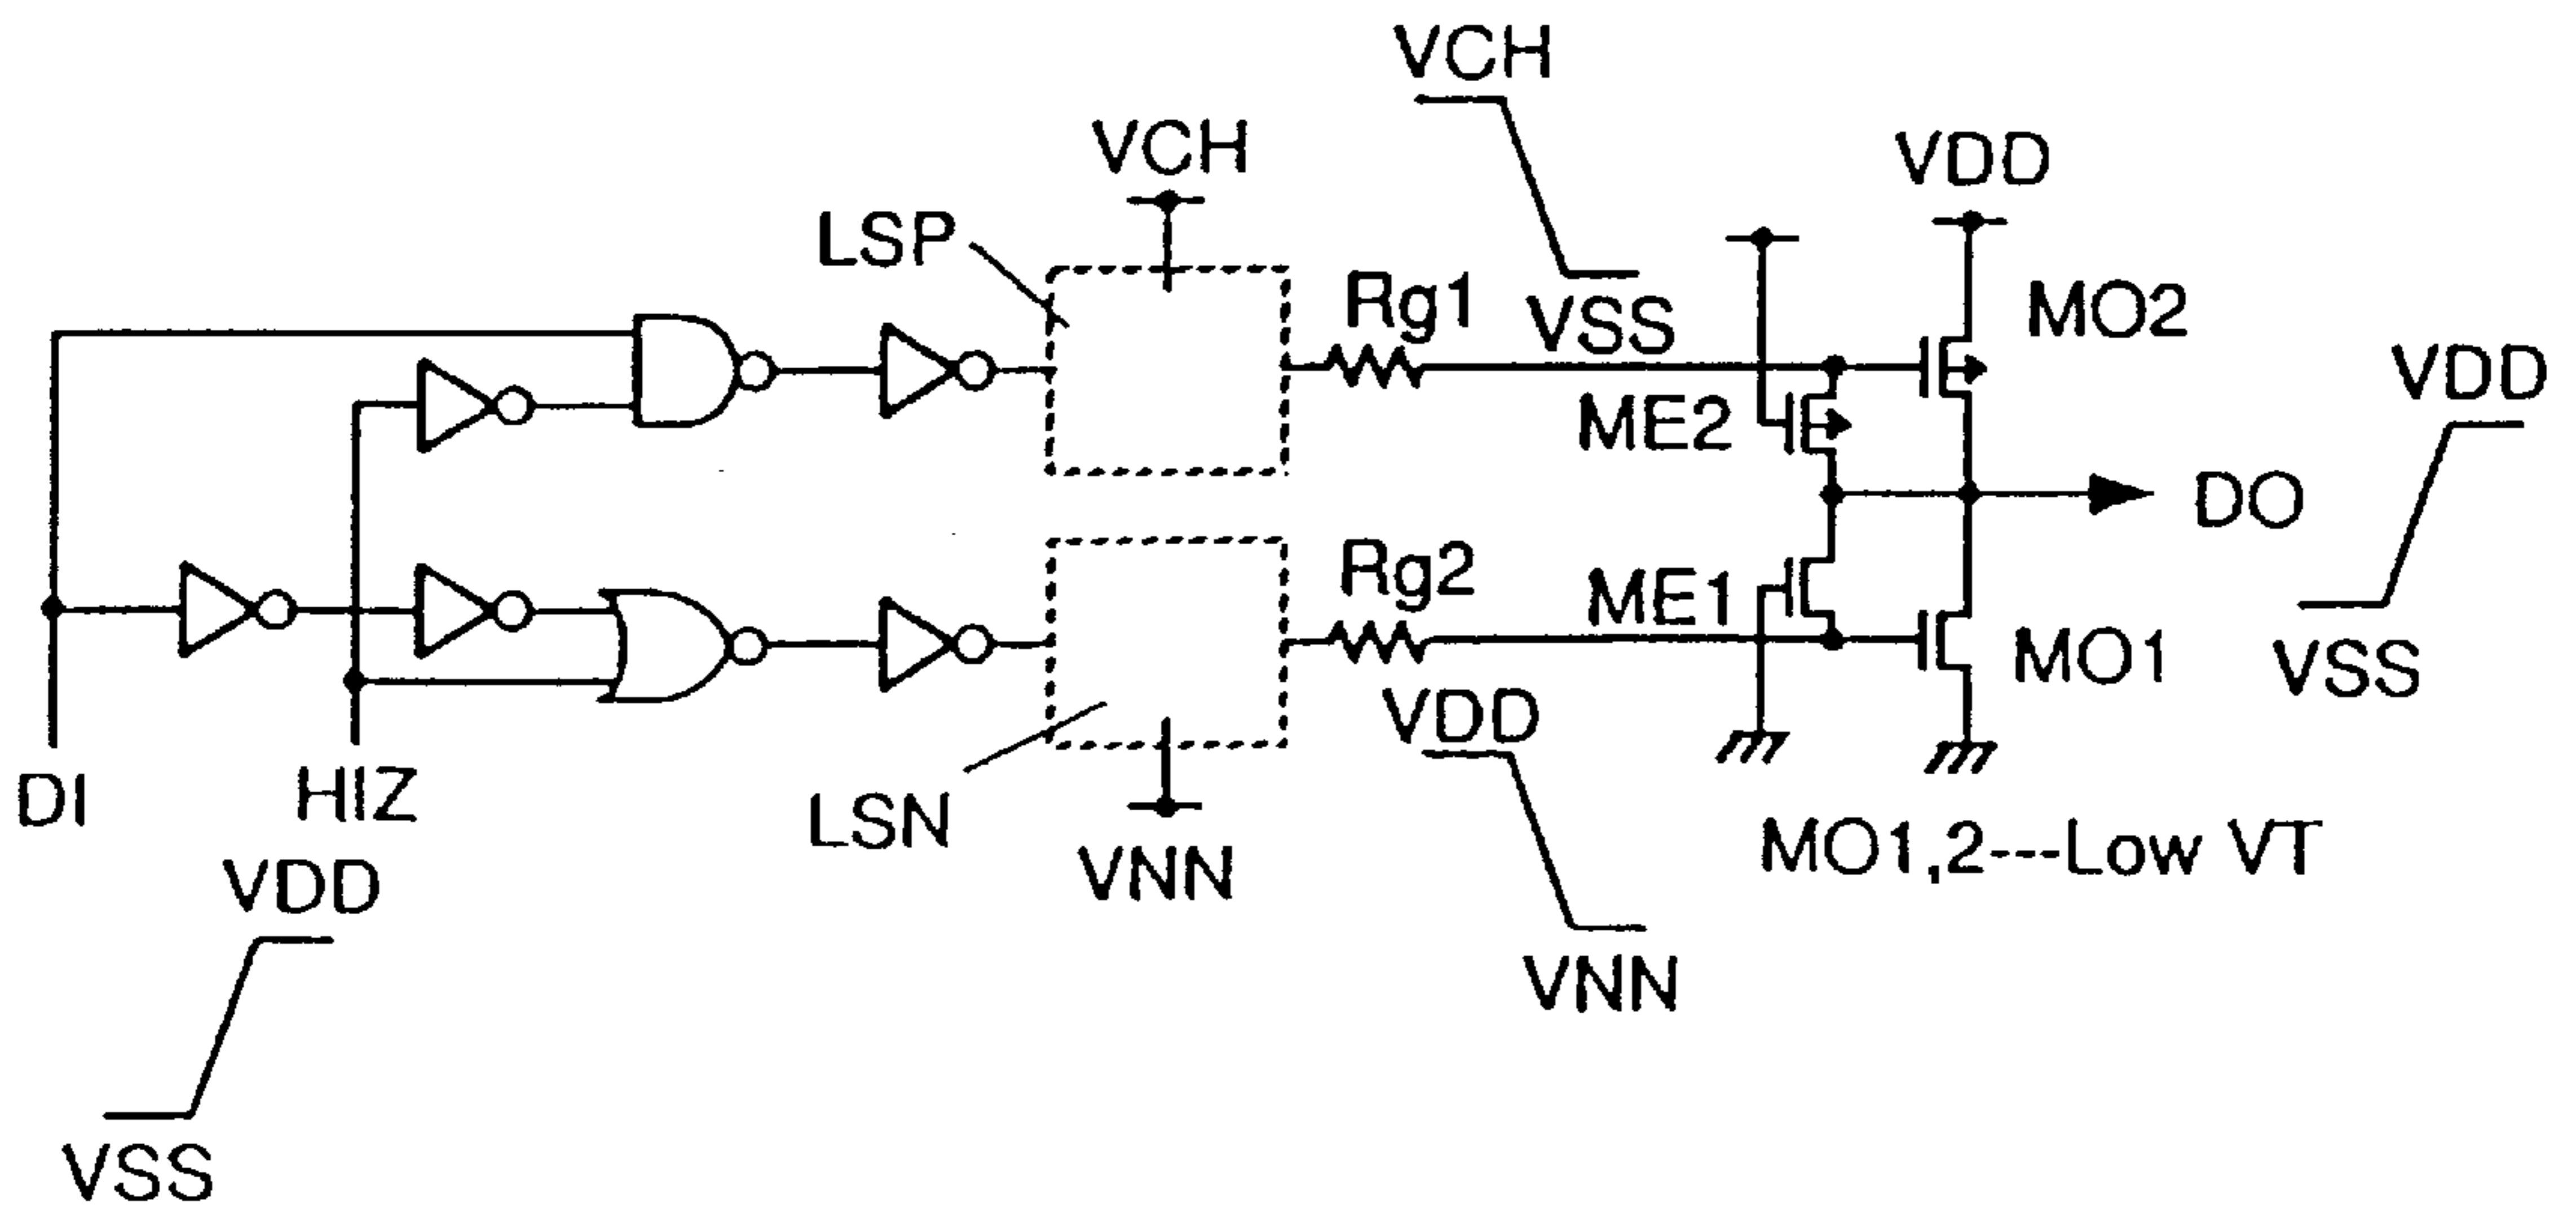 VCH
VCH
VDD
LSP
Rg1
VSS
MO2
VDD
ME2
DO
Rg2
ME1
MO1
VSS
VDD
DI
HIZ
LSN
VNN
MO1,2---Low VT
VDD
VNN
VSS